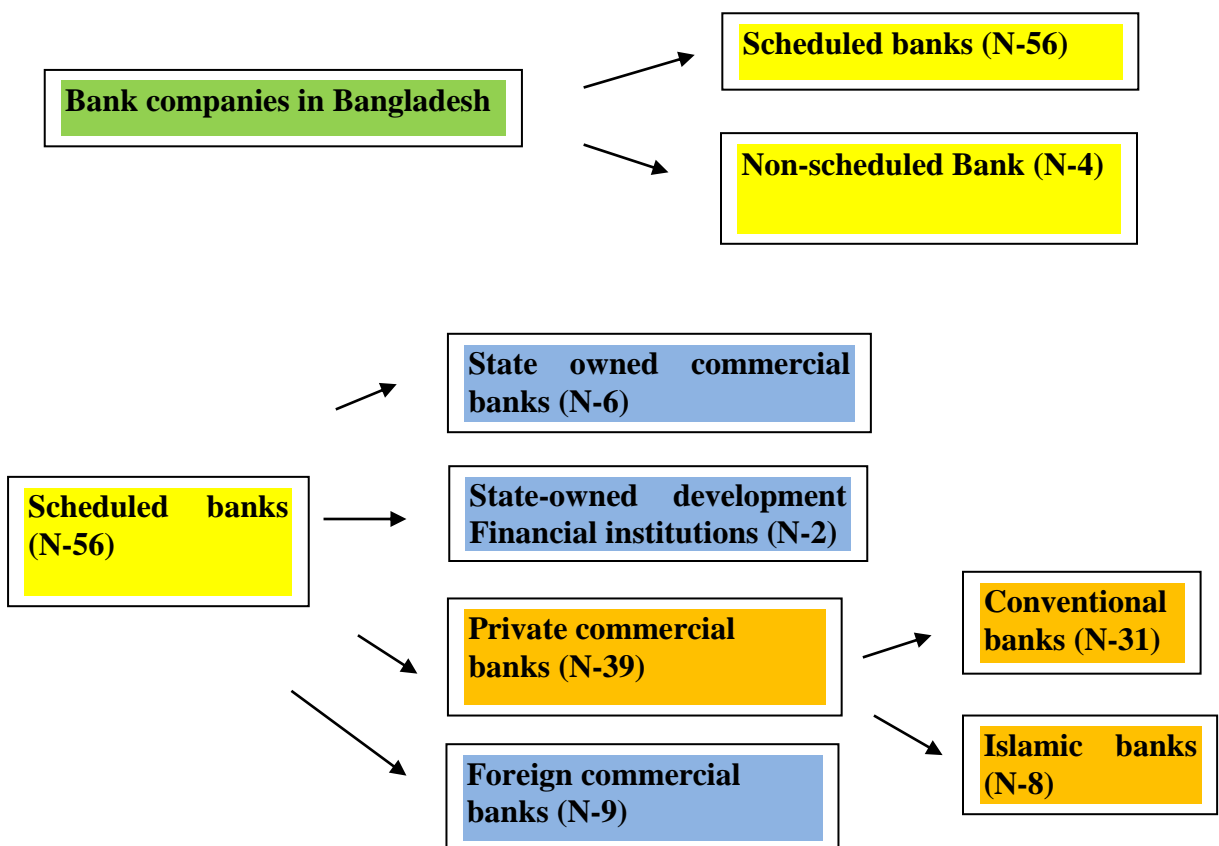 Scheduled banks (N-56)
Bank companies in Bangladesh
Non-scheduled Bank (N-4)
State owned commercial
banks (N-6)
Scheduled banks
(N-56)
State-owned development
Financial institutions (N-2)
Private commercial
banks (N-39)
Conventional
banks (N-31)
Foreign commercial
banks (N-9)
Islamic banks
(N-8)